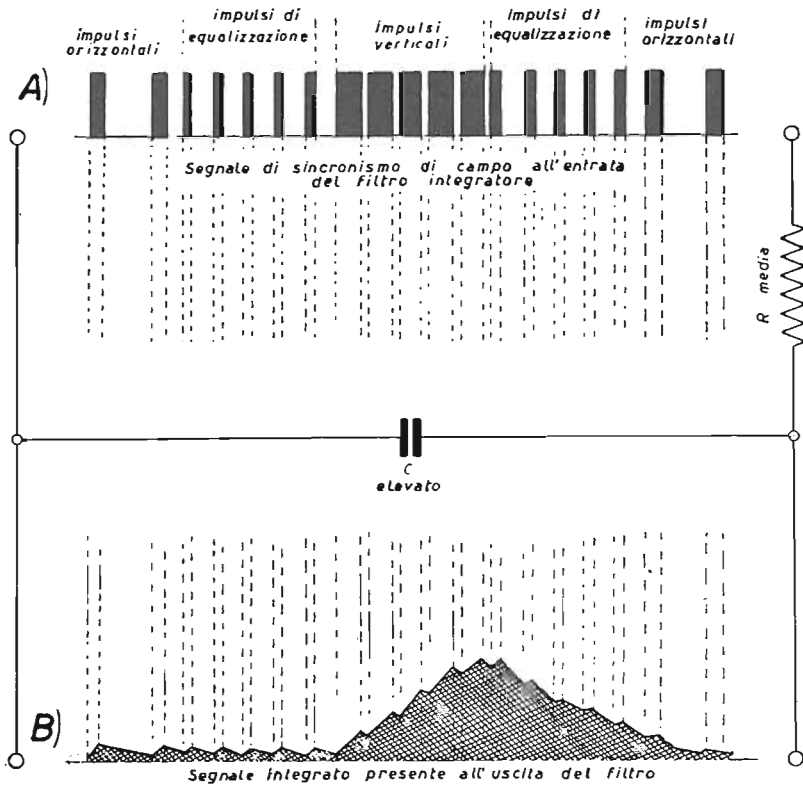 impulsi orizzontali
impulsi di equalizzazione
impulsi verticali
impulsi di equalizzazione
impulsi orizzontali
A)
Segnale di sincronismo di campo all'entrata
del filtro integratore
R media
C
elevato
B)
Segnale integrato presente all'uscita del filtro